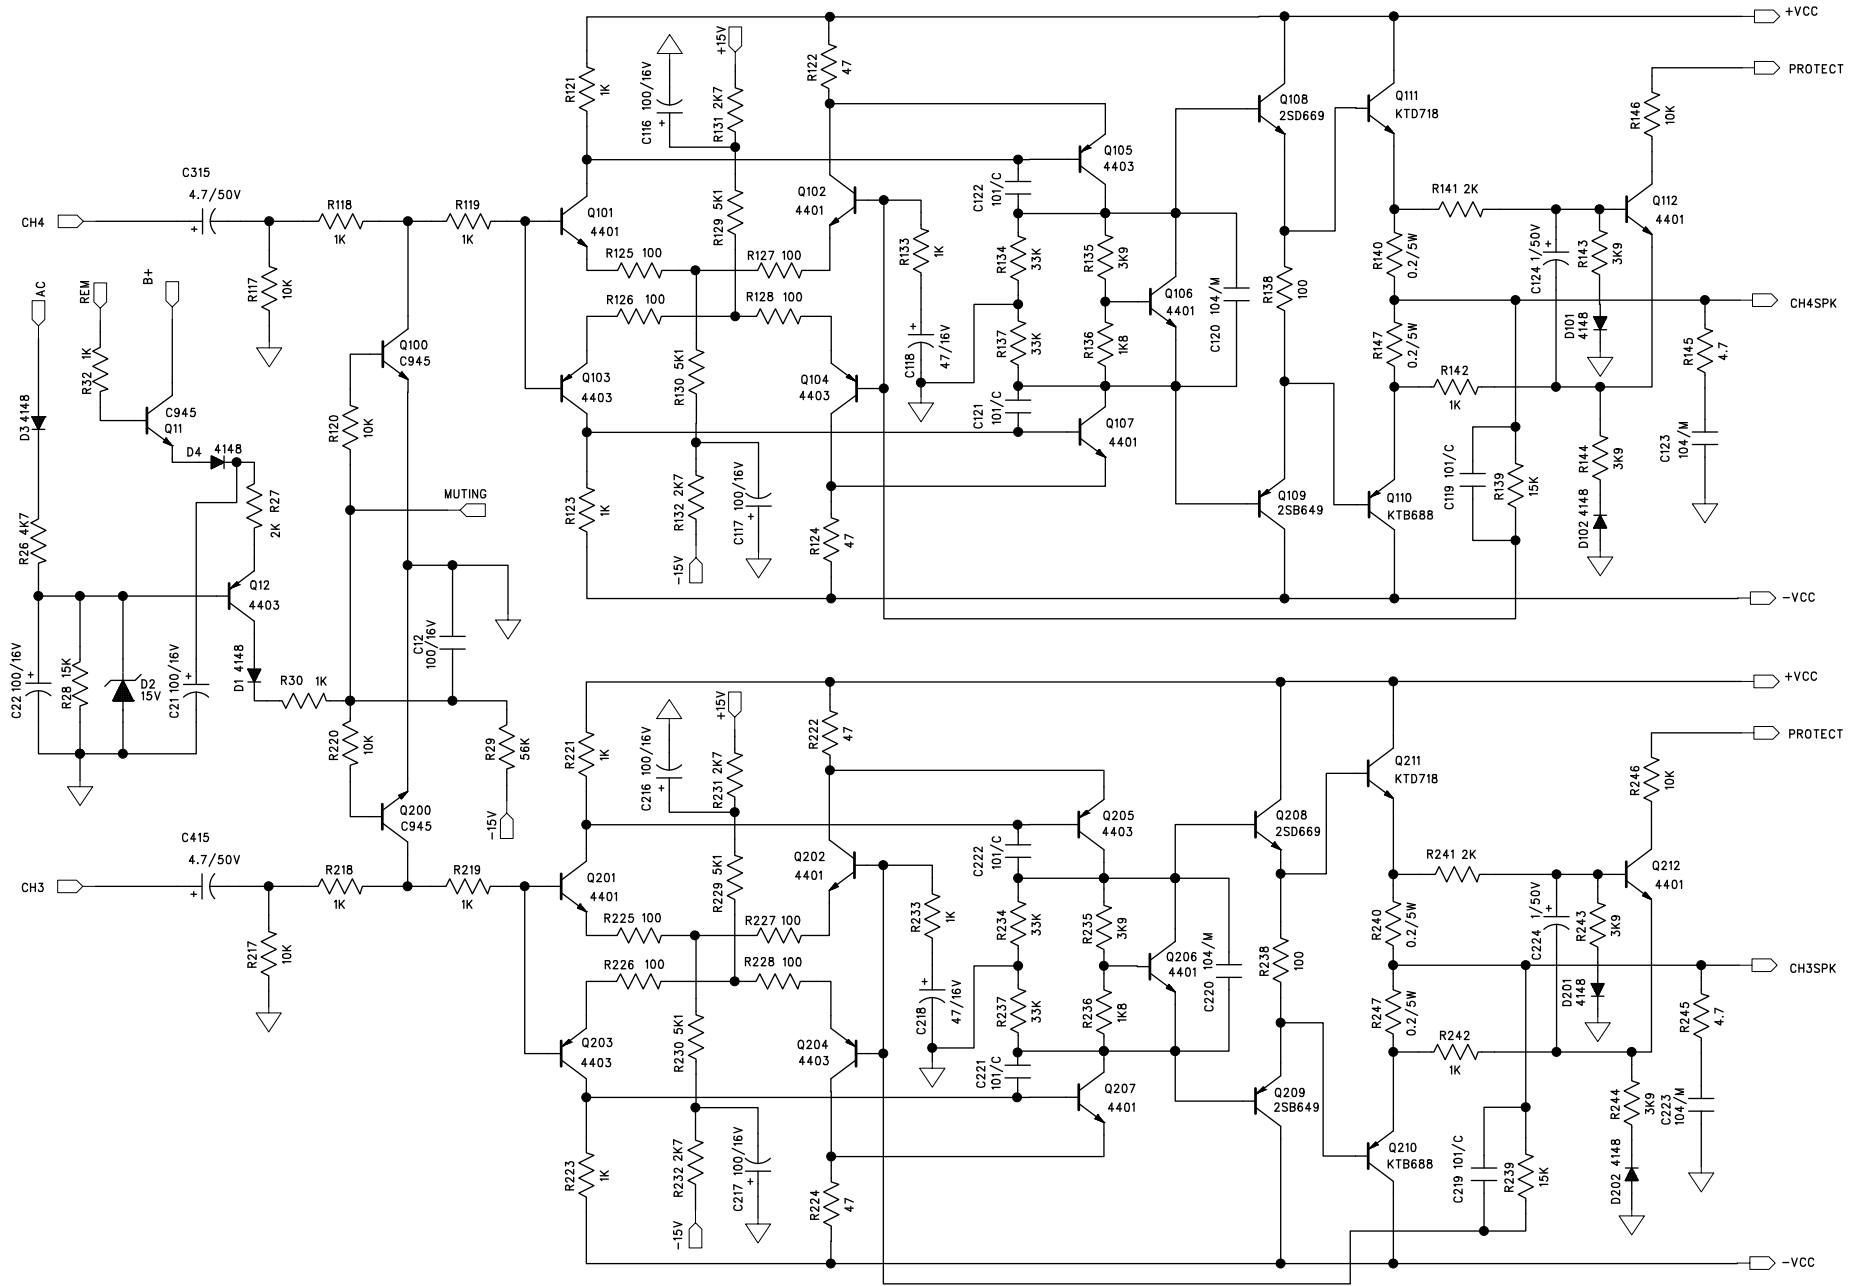 +VCC
PROTECT
R121
1K
C116 100/16V
+15V
R131 2K7
R122
47
Q108
2SD669
Q111
KTD718
R146
10K
C315
4.7/50V
CH4
R118
1K
R119
1K
Q101
4401
R129 5K1
Q102
4401
R133
1K
C122
101/C
Q105
4403
R141 2K
Q112
4401
R125 100
R127 100
R126 100
R128 100
R134
33K
R135
3K9
Q106
4401
C120 104/M
R138
100
R140
0.2/5W
C124 1/50V
R143
3K9
CH4SPK
AC
REM
B+
R117
10K
R32 1K
Q100
C945
Q103
4403
R130 5K1
Q104
4403
C118
47/16V
R137
33K
R136
1K8
R147
0.2/5W
D101
4148
R145
4.7
D3 4148
C945
Q11
R120
10K
C121
101/C
Q107
4401
R142
1K
D4 4148
R27
2K
MUTING
R123
1K
R132 2K7
C117 100/16V
-15V
R124
47
Q109
2SB649
Q110
KTB688
C119 101/C
R139
15K
R144
3K9
D102 4148
C123
104/M
R26 4K7
Q12
4403
-VCC
C22 100/16V
R28 15K
D2
15V
C21 100/16V
D1 4148
R30 1K
C12
100/16V
R220
10K
R29
56K
-15V
+VCC
PROTECT
R221
1K
C216 100/16V
+15V
R231 2K7
R222
47
Q208
2SD669
Q211
KTD718
R246
10K
Q200
C945
C415
4.7/50V
CH3
R218
1K
R219
1K
Q201
4401
R229 5K1
Q202
4401
R233
1K
C222
101/C
Q205
4403
R241 2K
Q212
4401
R217
10K
R225 100
R227 100
R226 100
R228 100
R234
33K
R235
3K9
Q206
4401
C220 104/M
R238
100
R240
0.2/5W
C224 1/50V
R243
3K9
CH3SPK
Q203
4403
R230 5K1
Q204
4403
C218
47/16V
R237
33K
R236
1K8
R247
0.2/5W
D201
4148
R245
4.7
C221
101/C
Q207
4401
Q209
2SB649
R242
1K
R244
3K9
C223
104/M
R223
1K
R232 2K7
C217 100/16V
-15V
R224
47
Q210
KTB688
C219 101/C
R239
15K
D202 4148
-VCC